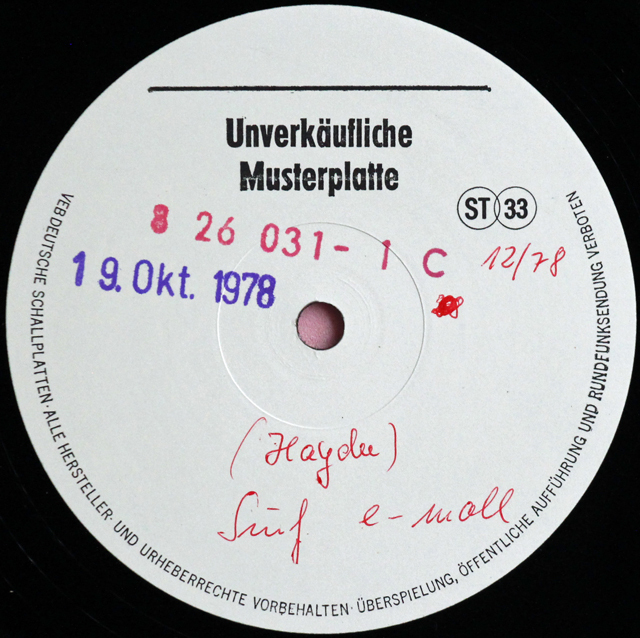 Unverkäufliche
Musterplatte
ST 33
8 26 031-1 C
12/78
19. Okt. 1978
(Haydn)
Sinf e-moll
VEB DEUTSCHE SCHALLPLATTEN · ALLE HERSTELLER- UND URHEBERRECHTE VORBEHALTEN · ÜBERSPIELUNG, ÖFFENTLICHE AUFFÜHRUNG UND RUNDFUNKSENDUNG VERBOTEN